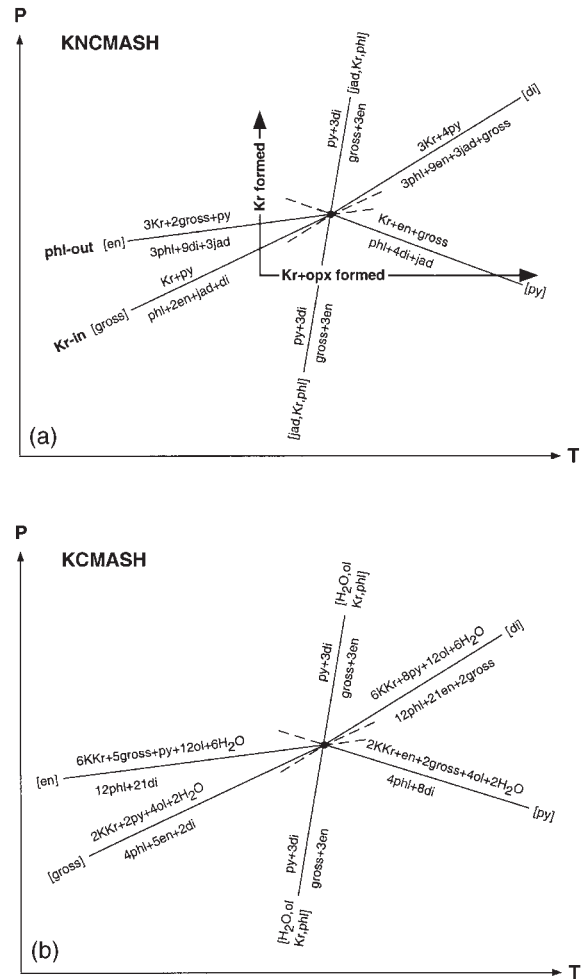 P
KNCMASH
[jad,Kr,phl]
[di]
py+3di
gross+3en
3Kr+4py
3phl+9en+3jad+gross
Kr formed
3Kr+2gross+py
phl-out [en]
3phl+9di+3jad
Kr+en+gross
phl+4di+jad
Kr+py
Kr+opx formed
phl+2en+jad+di
[py]
Kr-in [gross]
py+3di
gross+3en
[jad,Kr,phl]
(a)
T
P
KCMASH
[H2O,ol
Kr,phl]
[di]
py+3di
gross+3en
6KKr+8py+12ol+6H2O
12phl+21en+2gross
6KKr+5gross+py+12ol+6H2O
[en]
12phl+21di
2KKr+en+2gross+4ol+2H2O
4phl+8di
2KKr+2py+4ol+2H2O
[py]
4phl+5en+2di
[gross]
py+3di
gross+3en
[H2O,ol
Kr,phl]
(b)
T